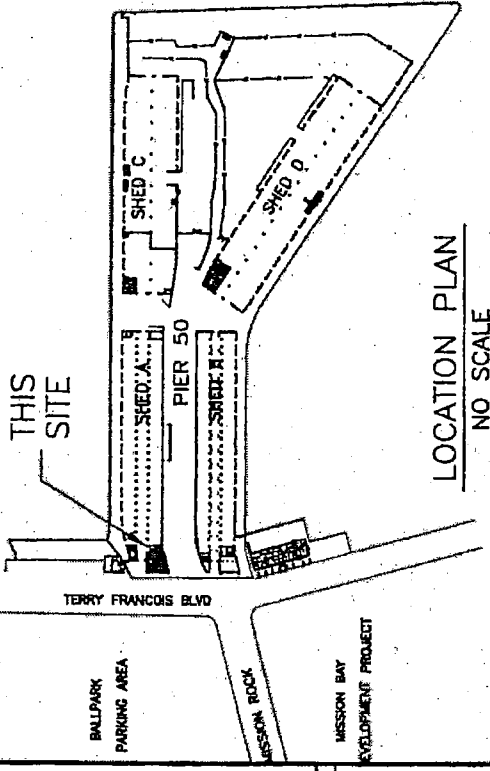 THIS
SITE
SHED C
SHED D
SHED A
PIER 50
SHED
TERRY FRANCOIS BLVD
BALLPARK
PARKING AREA
MISSION ROCK
MISSION BAY
DEVELOPMENT PROJECT
LOCATION PLAN
NO SCALE